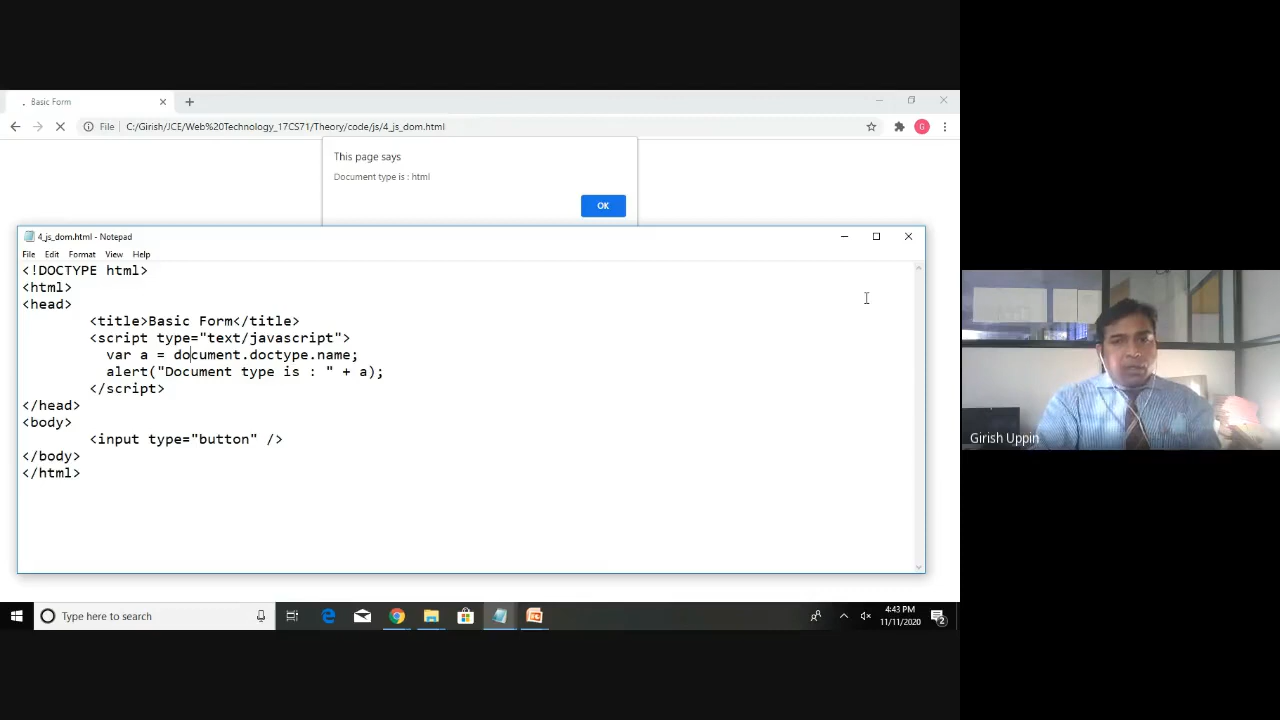 Basic Form
File C:/Girish/JCE/Web%20Technology_17CS71/Theory/code/js/4_js_dom.html
G
This page says
Document type is : html
OK
4_js_dom.html - Notepad
File Edit Format View Help
<!DOCTYPE html>
<html>
<head>
<title>Basic Form</title>
<script type="text/javascript">
var a = document.doctype.name;
alert("Document type is : " + a);
</script>
</head>
<body>
<input type="button" />
</body>
</html>
Girish Uppin
Type here to search
4:43 PM
11/11/2020
2